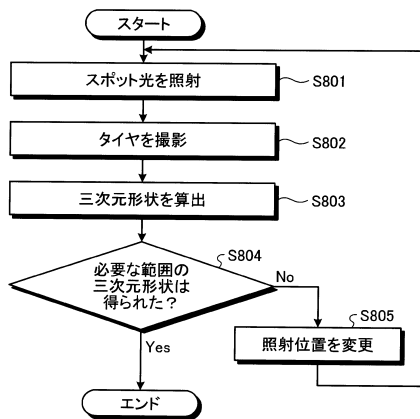 スタート
スポット光を照射
S801
タイヤを撮影
S802
三次元形状を算出
S803
S804
必要な範囲の
三次元形状は
得られた？
No
Yes
S805
照射位置を変更
エンド